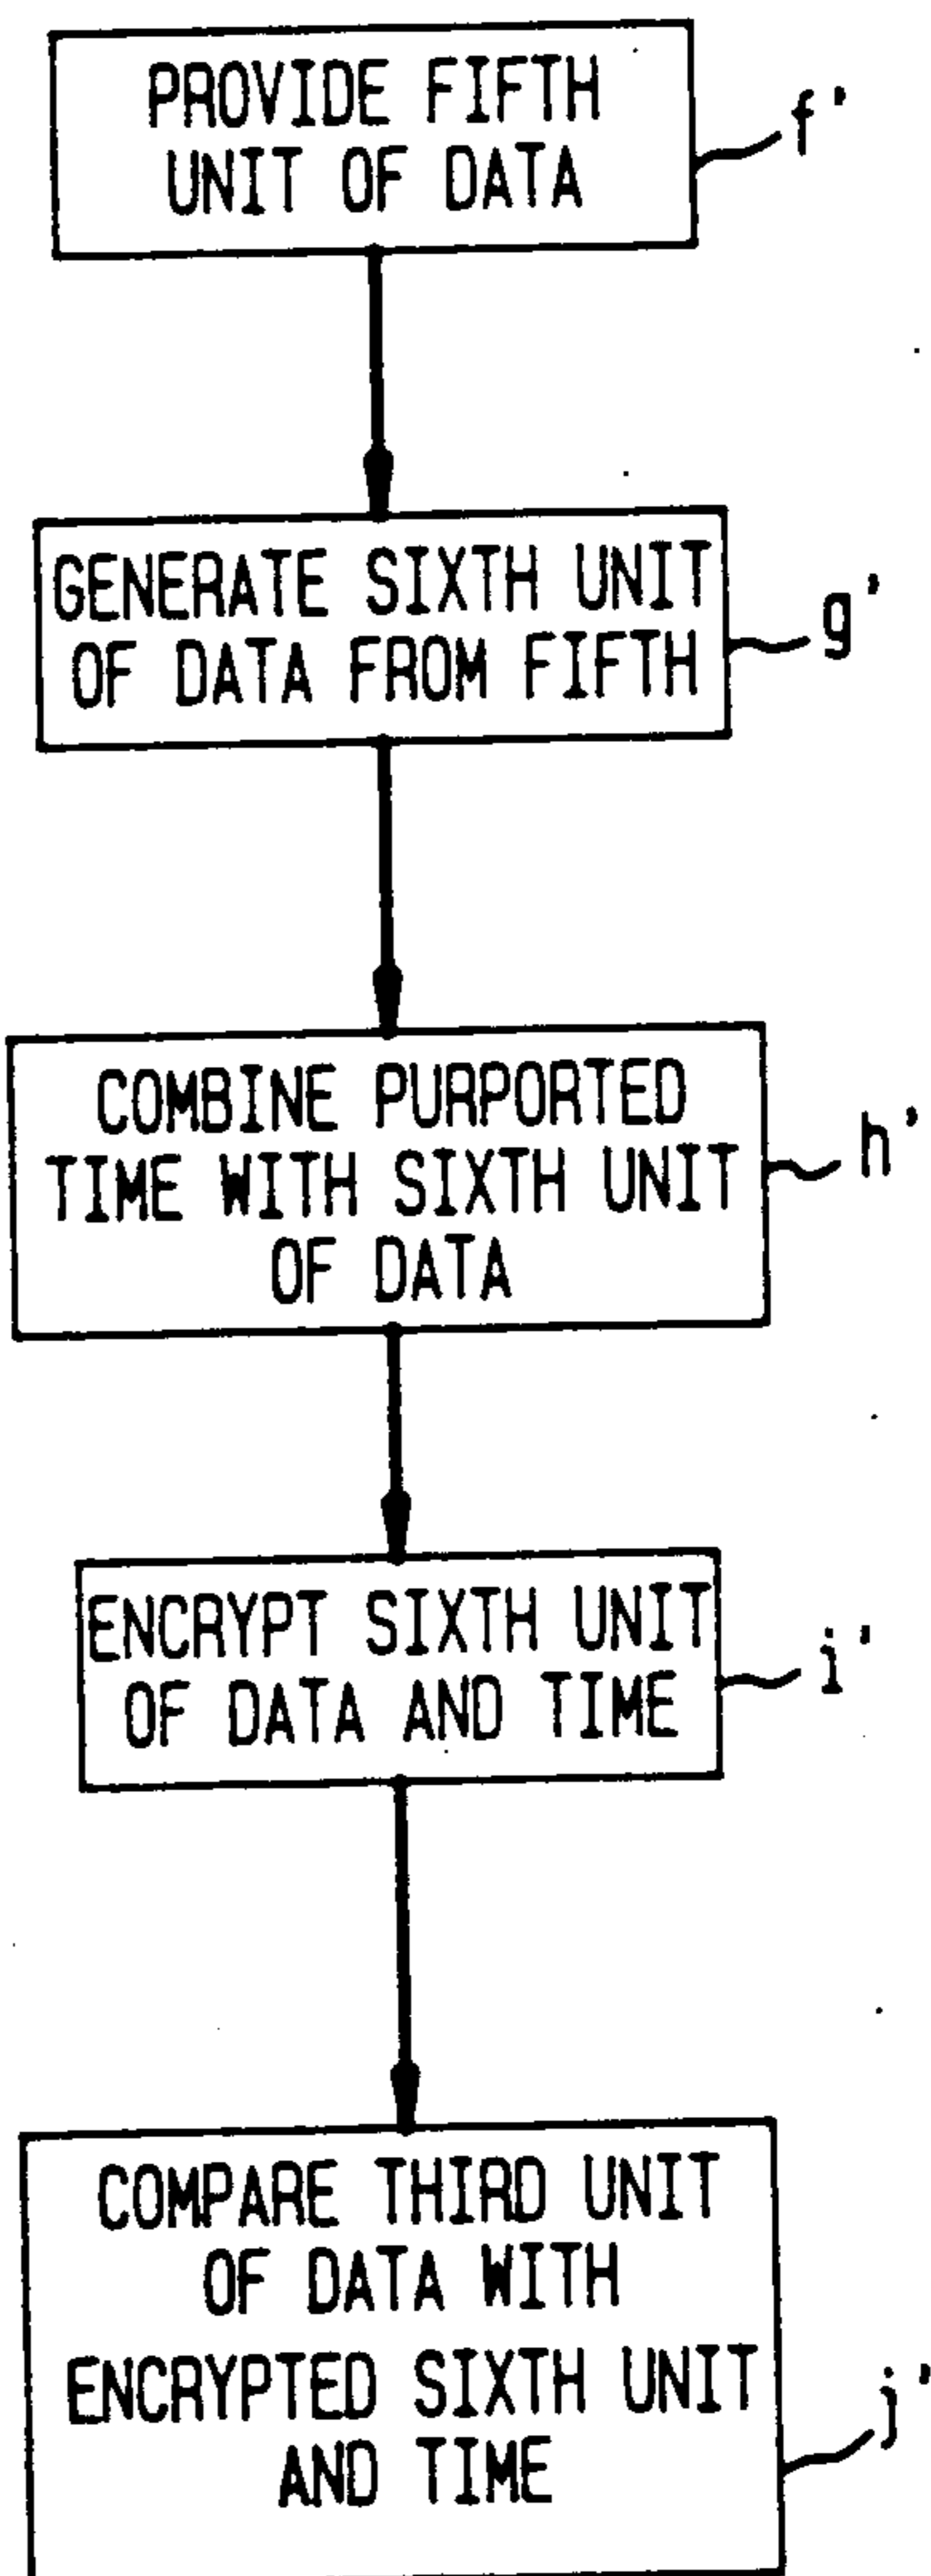 PROVIDE FIFTH
UNIT OF DATA
f'
GENERATE SIXTH UNIT
OF DATA FROM FIFTH
g'
COMBINE PURPORTED
TIME WITH SIXTH UNIT
OF DATA
h'
ENCRYPT SIXTH UNIT
OF DATA AND TIME
i'
COMPARE THIRD UNIT
OF DATA WITH
ENCRYPTED SIXTH UNIT
AND TIME
j'